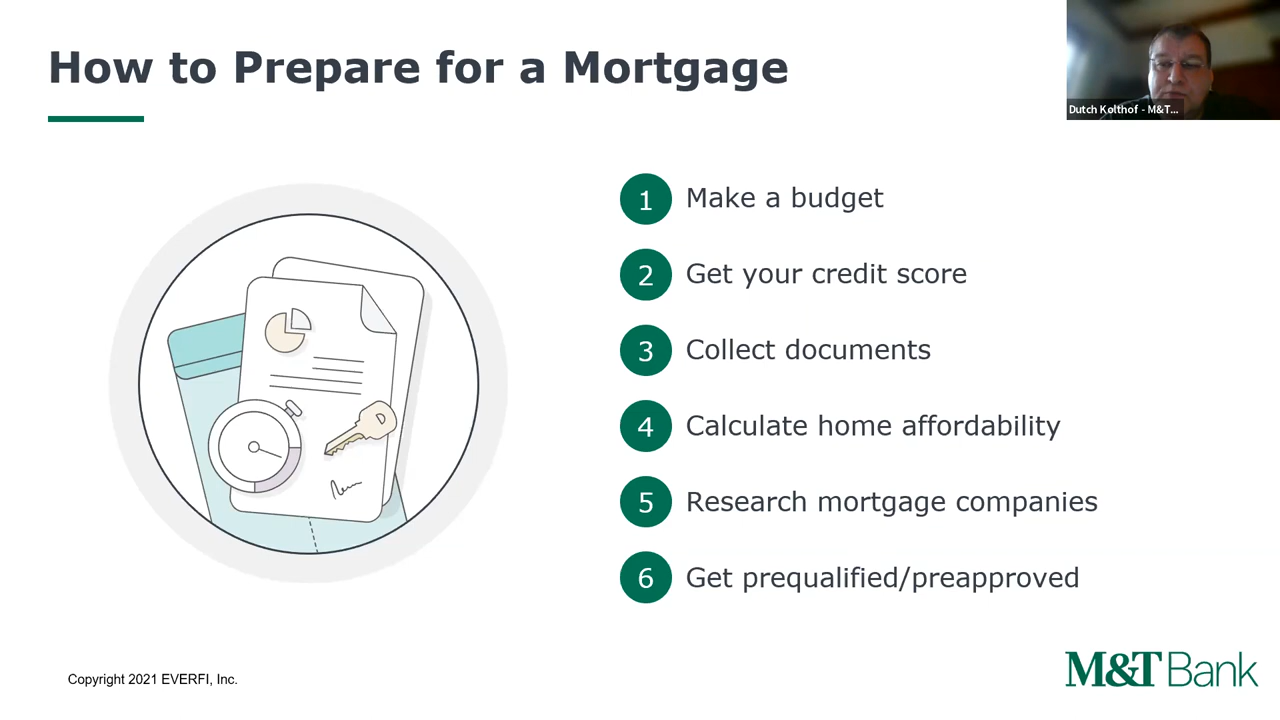 How to Prepare for a Mortgage
Dutch Kolthof - M&T...
1 Make a budget
2 Get your credit score
3 Collect documents
4 Calculate home affordability
5 Research mortgage companies
6 Get prequalified/preapproved
Copyright 2021 EVERFI, Inc.
M&T Bank